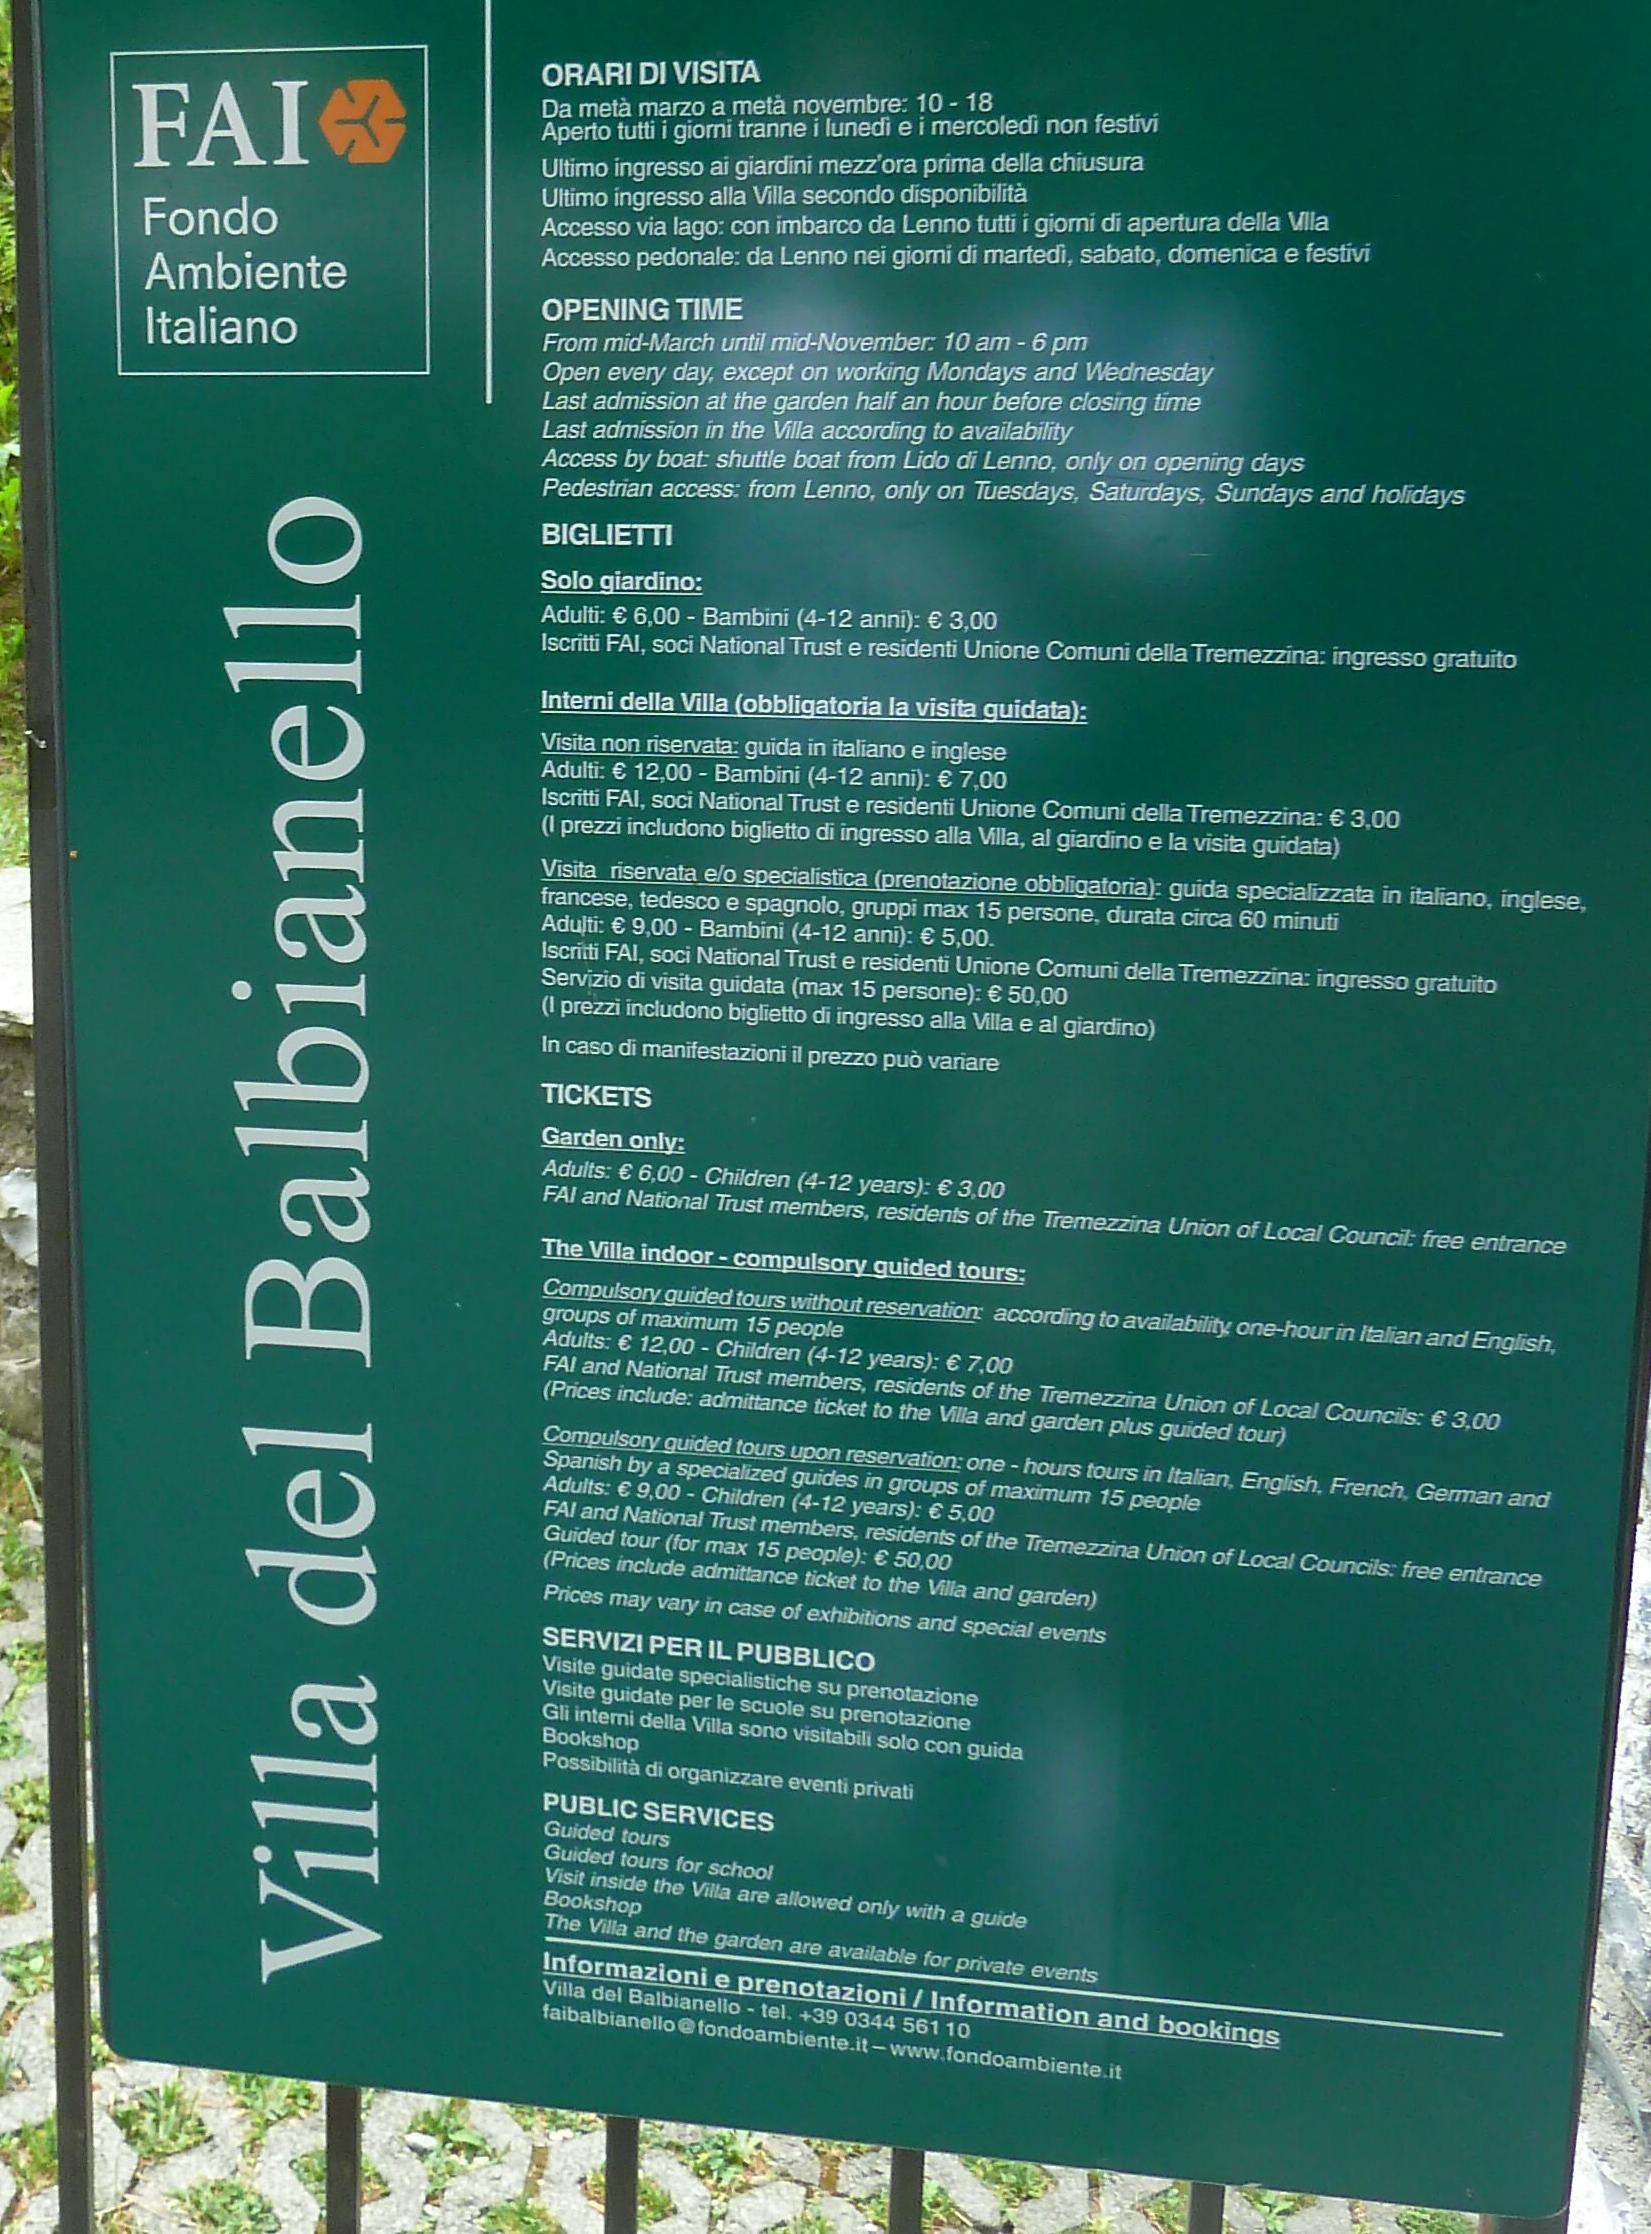 FAI
Fondo
Ambiente
Italiano
Villa del Balbianello
ORARI DI VISITA
Da metà marzo a metà novembre: 10 - 18
Aperto tutti i giorni tranne i lunedì e i mercoledì non festivi
Ultimo ingresso ai giardini mezz'ora prima della chiusura
Ultimo ingresso alla Villa secondo disponibilità
Accesso via lago: con imbarco da Lenno tutti i giorni di apertura della Villa
Accesso pedonale: da Lenno nei giorni di martedì, sabato, domenica e festivi
OPENING TIME
From mid-March until mid-November: 10 am - 6 pm
Open every day, except on working Mondays and Wednesday
Last admission at the garden half an hour before closing time
Last admission in the Villa according to availability
Access by boat: shuttle boat from Lido di Lenno, only on opening days
Pedestrian access: from Lenno, only on Tuesdays, Saturdays, Sundays and holidays
BIGLIETTI
Solo giardino:
Adulti: € 6,00 - Bambini (4-12 anni): € 3,00
Iscritti FAI, soci National Trust e residenti Unione Comuni della Tremezzina: ingresso gratuito
Interni della Villa (obbligatoria la visita guidata):
Visita non riservata: guida in italiano e inglese
Adulti: € 12,00 - Bambini (4-12 anni): € 7,00
Iscritti FAI, soci National Trust e residenti Unione Comuni della Tremezzina: € 3,00
(I prezzi includono biglietto di ingresso alla Villa, al giardino e la visita guidata)
Visita riservata e/o specialistica (prenotazione obbligatoria): guida specializzata in italiano, inglese,
francese, tedesco e spagnolo, gruppi max 15 persone, durata circa 60 minuti
Adulti: € 9,00 - Bambini (4-12 anni): € 5,00.
Iscritti FAI, soci National Trust e residenti Unione Comuni della Tremezzina: ingresso gratuito
Servizio di visita guidata (max 15 persone): € 50,00
(I prezzi includono biglietto di ingresso alla Villa e al giardino)
In caso di manifestazioni il prezzo può variare
TICKETS
Garden only:
Adults: € 6,00 - Children (4-12 years): € 3,00
FAI and National Trust members, residents of the Tremezzina Union of Local Council: free entrance
The Villa indoor - compulsory guided tours:
Compulsory guided tours without reservation: according to availability, one-hour in Italian and English,
groups of maximum 15 people
Adults: € 12,00 - Children (4-12 years): € 7,00
FAI and National Trust members, residents of the Tremezzina Union of Local Councils: € 3,00
(Prices include: admittance ticket to the Villa and garden plus guided tour)
Compulsory guided tours upon reservation: one - hours tours in Italian, English, French, German and
Spanish by a specialized guides in groups of maximum 15 people
Adults: € 9,00 - Children (4-12 years): € 5,00
FAI and National Trust members, residents of the Tremezzina Union of Local Councils: free entrance
Guided tour (for max 15 people): € 50,00
(Prices include admittance ticket to the Villa and garden)
Prices may vary in case of exhibitions and special events
SERVIZI PER IL PUBBLICO
Visite guidate specialistiche su prenotazione
Visite guidate per le scuole su prenotazione
Gli interni della Villa sono visitabili solo con guida
Bookshop
Possibilità di organizzare eventi privati
PUBLIC SERVICES
Guided tours
Guided tours for school
Visit inside the Villa are allowed only with a guide
Bookshop
The Villa and the garden are available for private events
Informazioni e prenotazioni / Information and bookings
Villa del Balbianello - tel. +39 0344 561 10
faibalbianello@fondoambiente.it – www.fondoambiente.it